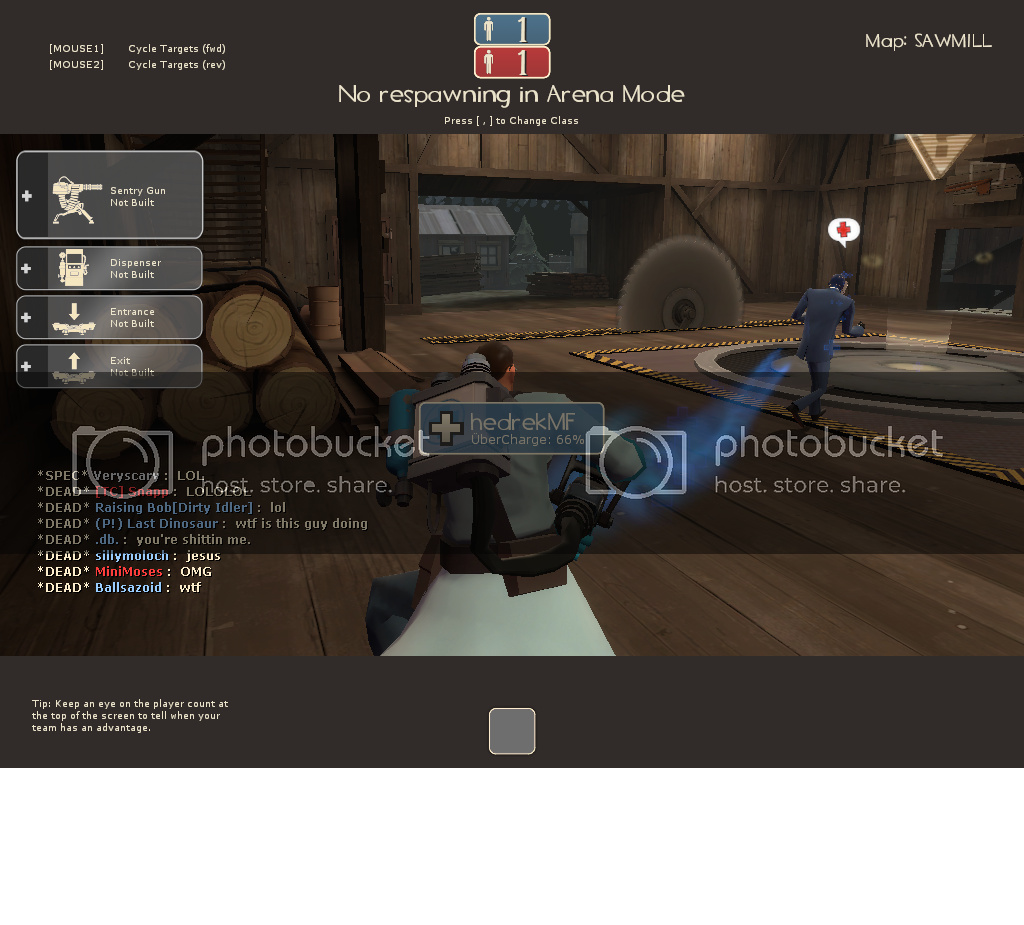 [MOUSE1] Cycle Targets (fwd)
[MOUSE2] Cycle Targets (rev)
1
1
Map: SAWMILL
No respawning in Arena Mode
Press [ , ] to Change Class
Sentry Gun
Not Built
Dispenser
Not Built
Entrance
Not Built
Exit
Not Built
hedrekMF
ÜberCharge: 66%
photobucket
host. store. share.
photobucket
host. store. share.
*SPEC* Veryscary : LOL
*DEAD* [TC] Snapp : LOLOLOL
*DEAD* Raising Bob[Dirty Idler] : lol
*DEAD* (P!) Last Dinosaur : wtf is this guy doing
*DEAD* .db. : you're shittin me.
*DEAD* sillymoloch : jesus
*DEAD* MiniMoses : OMG
*DEAD* Ballsazoid : wtf
Tip: Keep an eye on the player count at
the top of the screen to tell when your
team has an advantage.